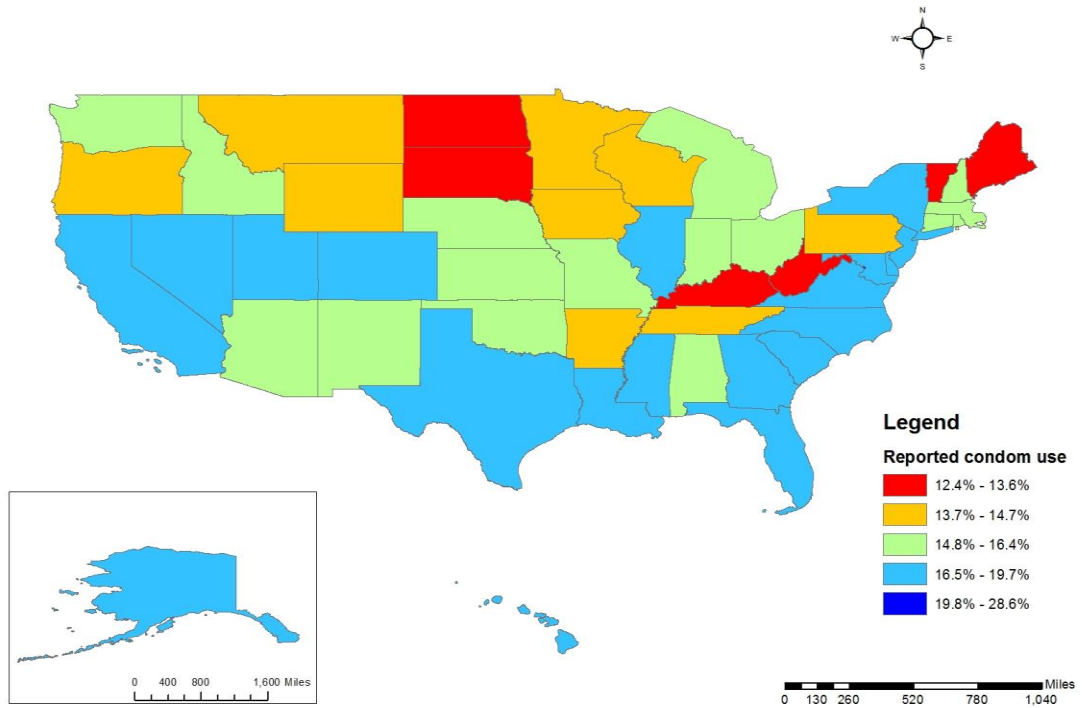 N
W E
S
Legend
Reported condom use
12.4% - 13.6%
13.7% - 14.7%
14.8% - 16.4%
16.5% - 19.7%
19.8% - 28.6%
0 400 800 1,600 Miles
Miles
0 130 260 520 780 1,040